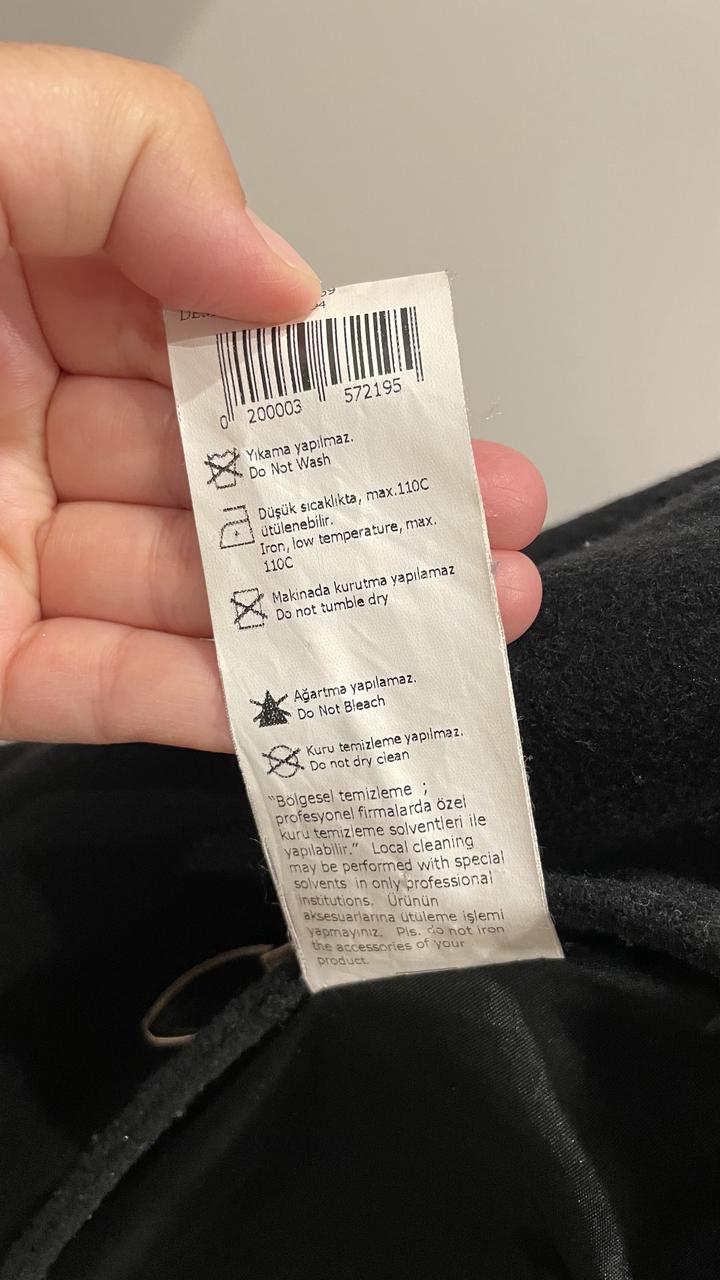 0 200003 572195
Yıkama yapılmaz.
Do Not Wash
Düşük sıcaklıkta, max.110C
ütülenebilir.
Iron, low temperature, max.
110C
Makinada kurutma yapılamaz
Do not tumble dry
Ağartma yapılamaz.
Do Not Bleach
Kuru temizleme yapılmaz.
Do not dry clean
"Bölgesel temizleme ;
profesyonel firmalarda özel
kuru temizleme solventleri ile
yapılabilir." Local cleaning
may be performed with special
solvents in only professional
institutions. Ürünün
aksesuarlarına ütüleme işlemi
yapmayınız. Pls. do not iron
the accessories of your
product.